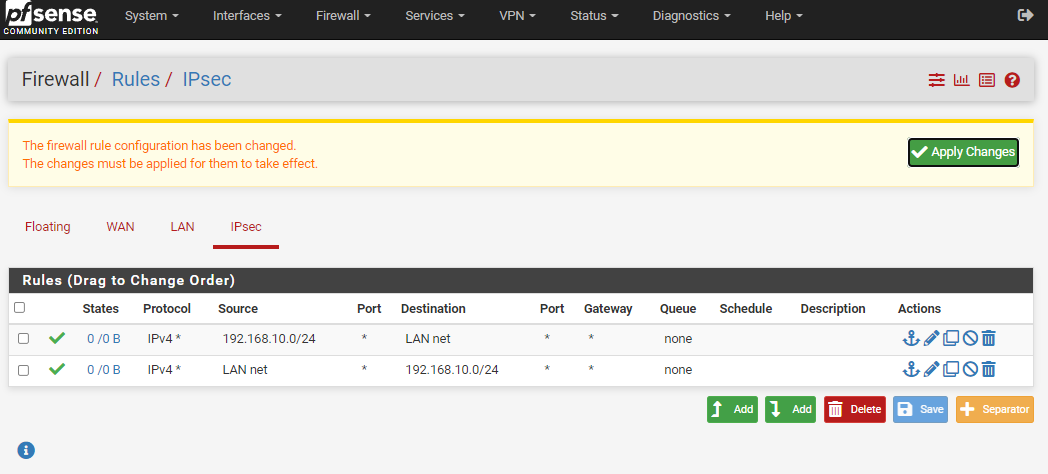 pfsense
COMMUNITY EDITION
System Interfaces Firewall Services VPN Status Diagnostics Help
Firewall / Rules / IPsec
The firewall rule configuration has been changed.
The changes must be applied for them to take effect.
Apply Changes
Floating WAN LAN IPsec
Rules (Drag to Change Order)
States Protocol Source Port Destination Port Gateway Queue Schedule Description Actions
0 /0 B IPv4 * 192.168.10.0/24 * LAN net * * none
0 /0 B IPv4 * LAN net * 192.168.10.0/24 * * none
Add Add Delete Save Separator